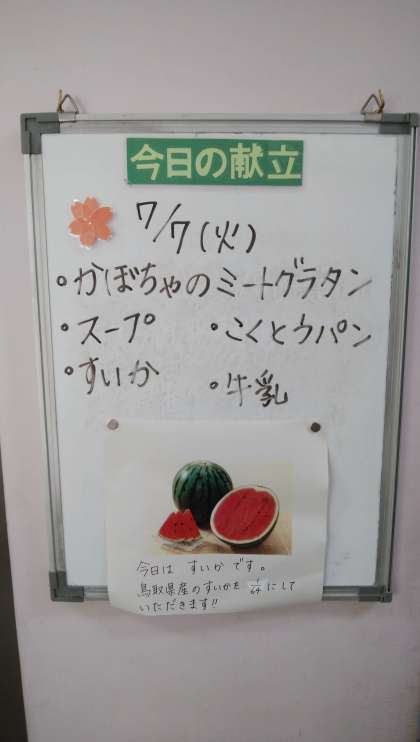 今日の献立
7/7(火)
・かぼちゃのミートグラタン
・スープ ・こくとうパン
・すいか ・牛乳
今日は すいか です。
鳥取県産のすいかを 1/64 にして
いただきます!!